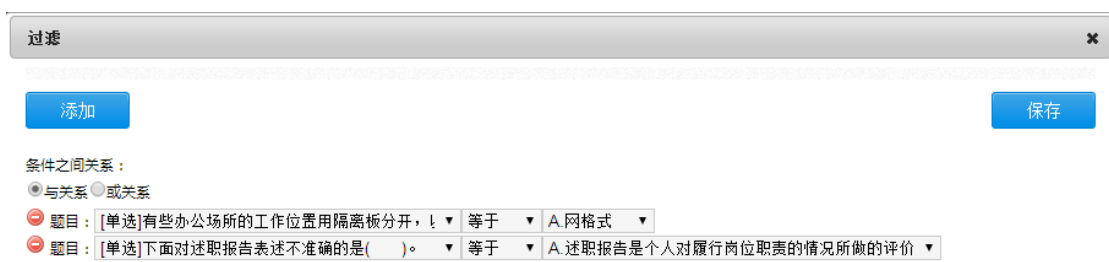 过滤
添加 保存
条件之间关系：
与关系 或关系
题目： [单选]有些办公场所的工作位置用隔离板分开， 等于 A.网格式
题目： [单选]下面对述职报告表述不准确的是( )。 等于 A.述职报告是个人对履行岗位职责的情况所做的评价